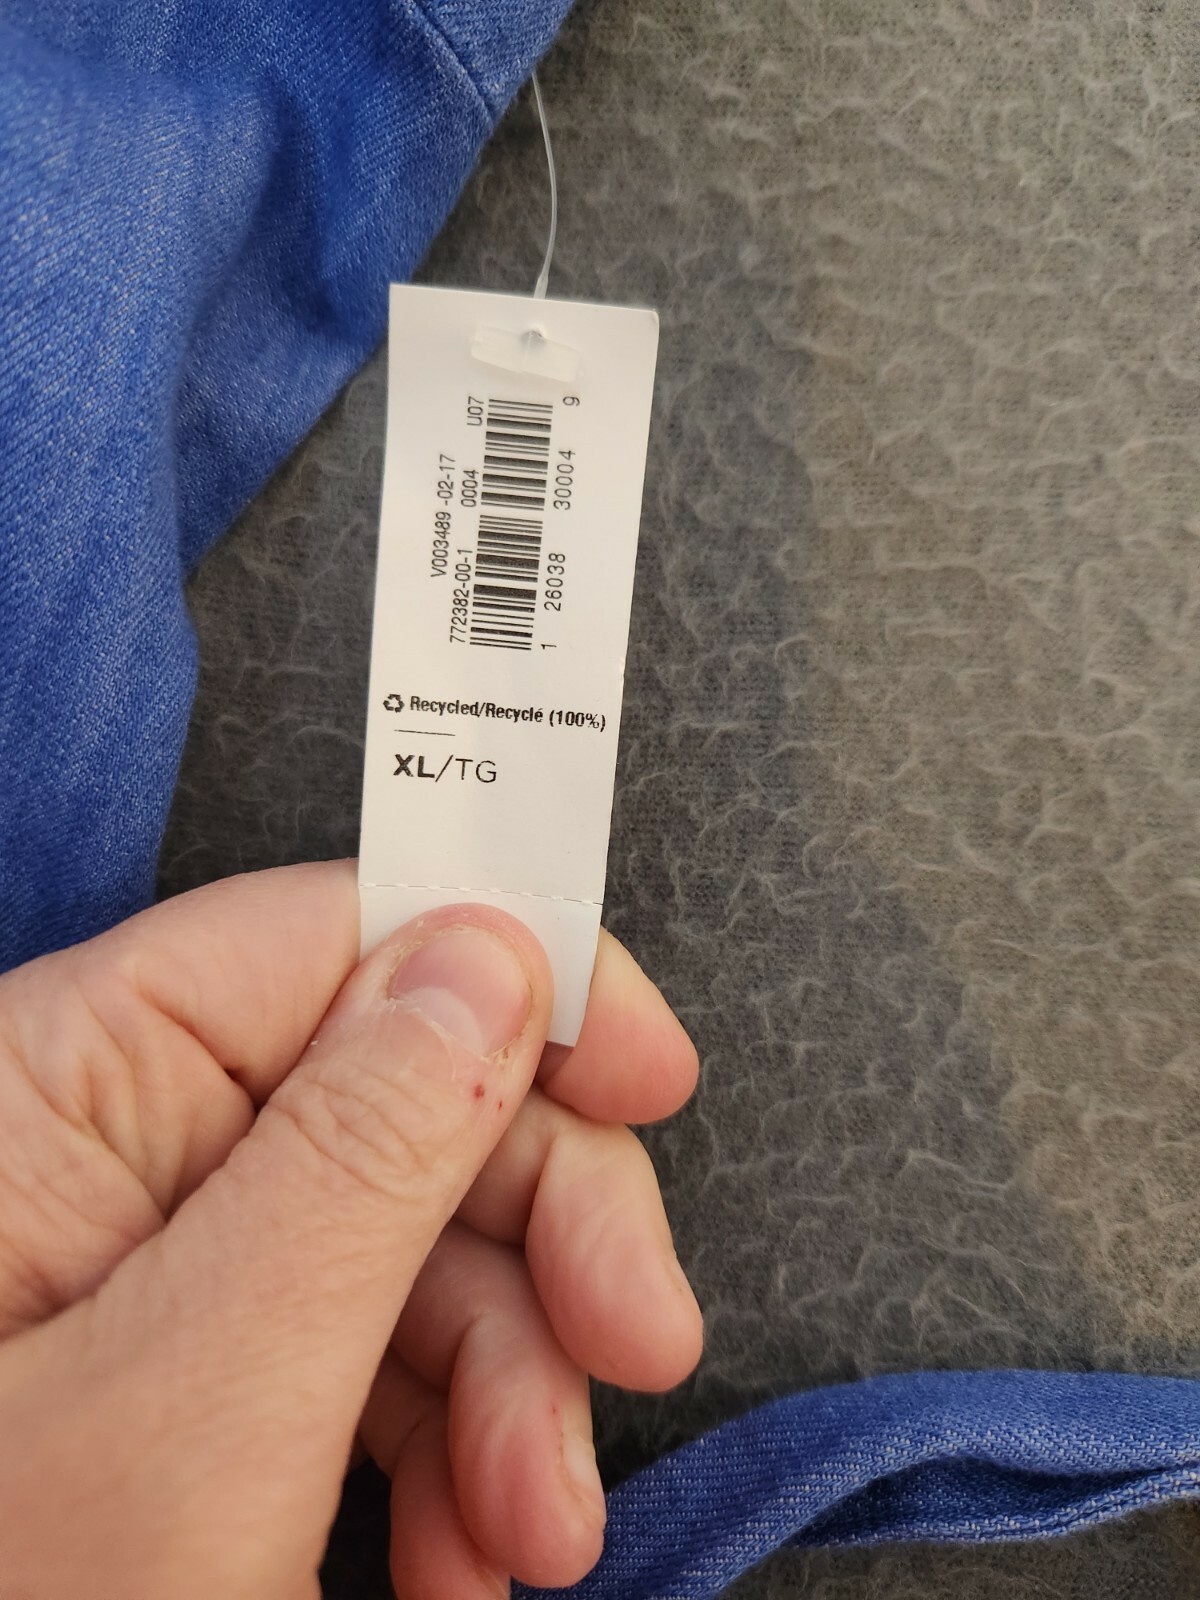 V003489 -02-17
772382-00-1 0004 U07
1 26038 30004 9
Recycled/Recyclé (100%)
XL/TG